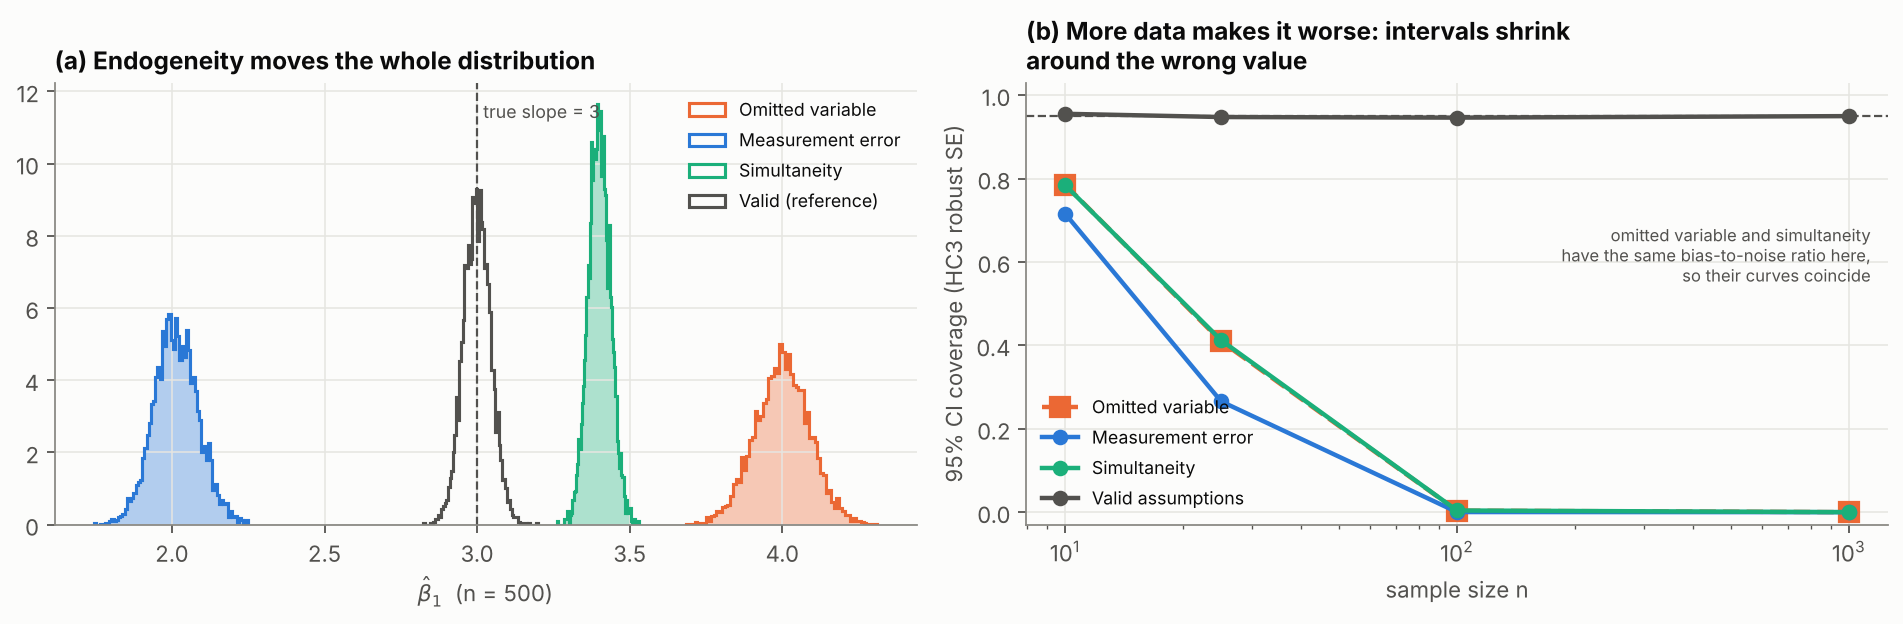 (a) Endogeneity moves the whole distribution
12
10
8
6
4
2
0
true slope = 3
Omitted variable
Measurement error
Simultaneity
Valid (reference)
2.0
2.5
3.0
3.5
4.0
β̂₁ (n = 500)
(b) More data makes it worse: intervals shrink
around the wrong value
95% CI coverage (HC3 robust SE)
1.0
0.8
0.6
0.4
0.2
0.0
omitted variable and simultaneity
have the same bias-to-noise ratio here,
so their curves coincide
Omitted variable
Measurement error
Simultaneity
Valid assumptions
10¹
10²
10³
sample size n